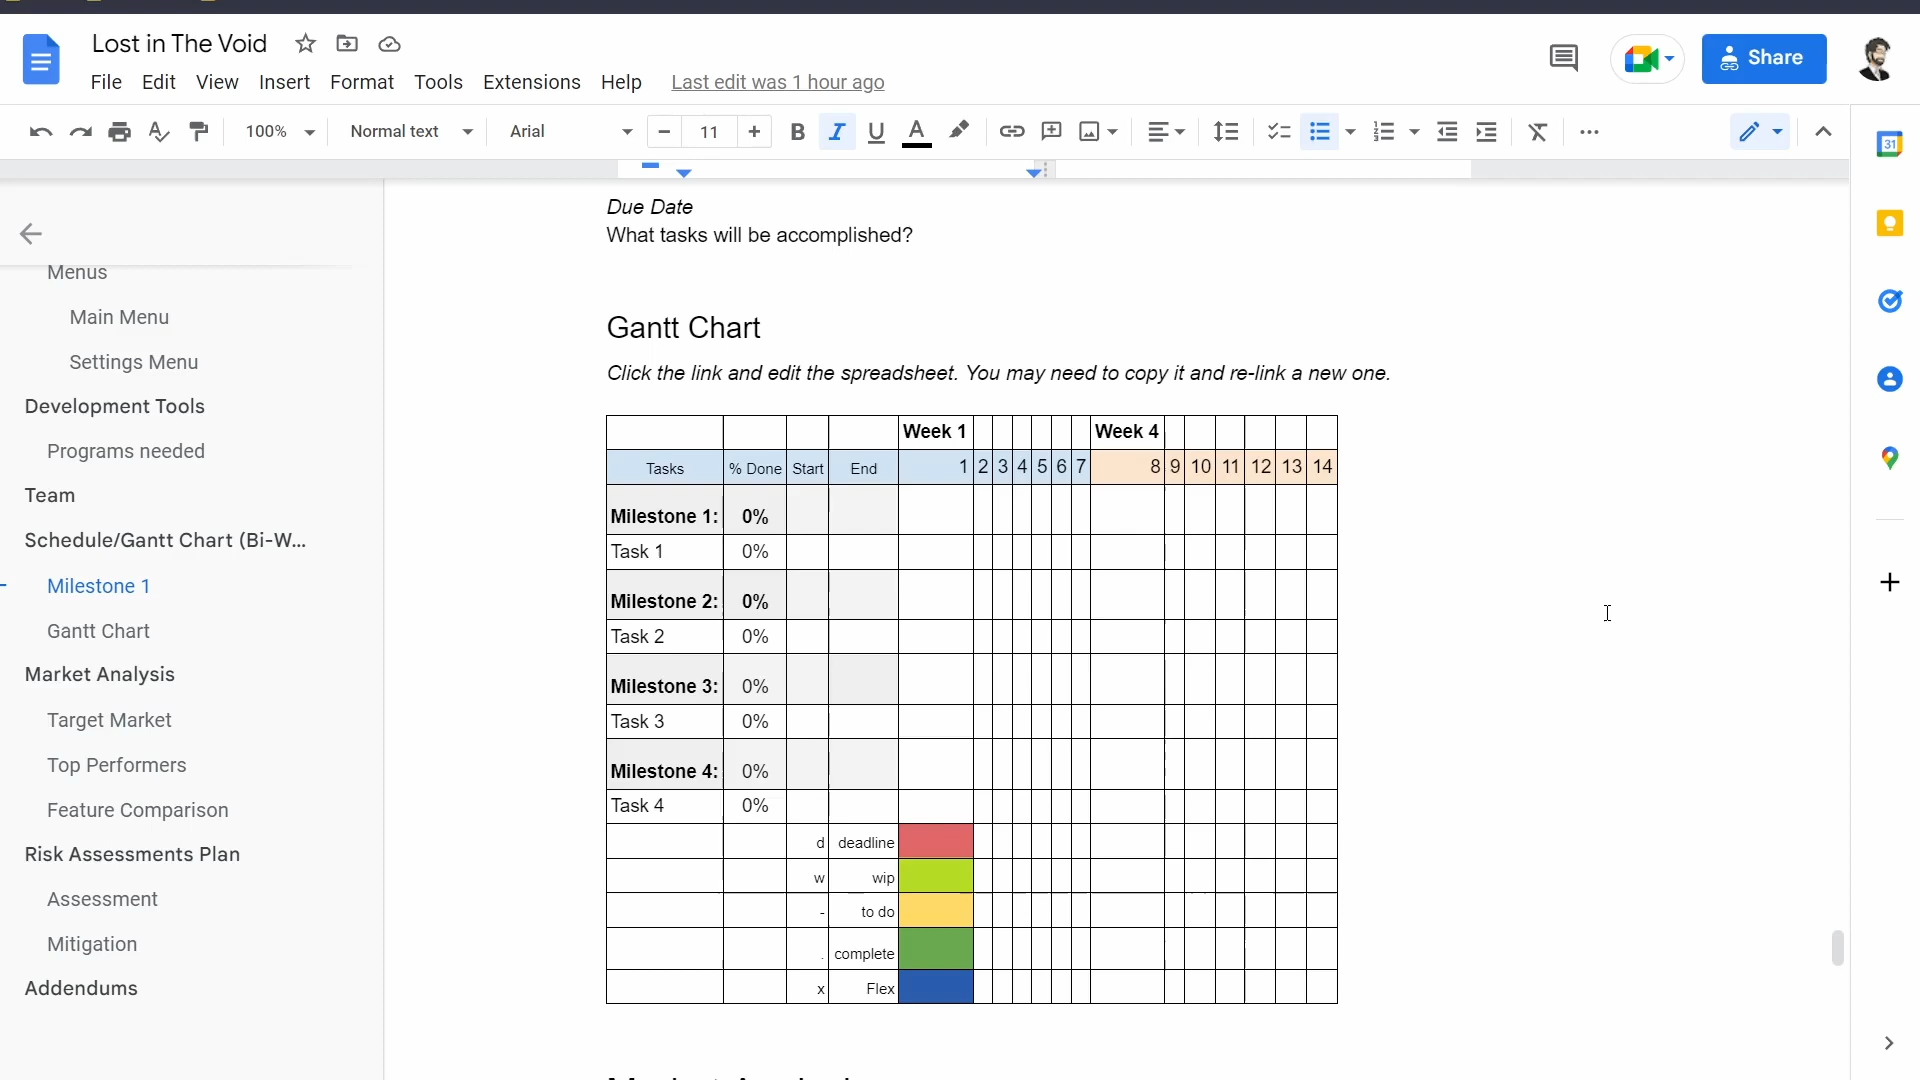 Lost in The Void
File Edit View Insert Format Tools Extensions Help Last edit was 1 hour ago
Share
100% Normal text Arial 11
31
Menus
Main Menu
Settings Menu
Development Tools
Programs needed
Team
Schedule/Gantt Chart (Bi-W...
Milestone 1
Gantt Chart
Market Analysis
Target Market
Top Performers
Feature Comparison
Risk Assessments Plan
Assessment
Mitigation
Addendums
Due Date
What tasks will be accomplished?
Gantt Chart
Click the link and edit the spreadsheet. You may need to copy it and re-link a new one.
Week 1 Week 4
Tasks % Done Start End 1 2 3 4 5 6 7 8 9 10 11 12 13 14
Milestone 1: 0%
Task 1 0%
Milestone 2: 0%
Task 2 0%
Milestone 3: 0%
Task 3 0%
Milestone 4: 0%
Task 4 0%
d deadline
w wip
- to do
. complete
x Flex